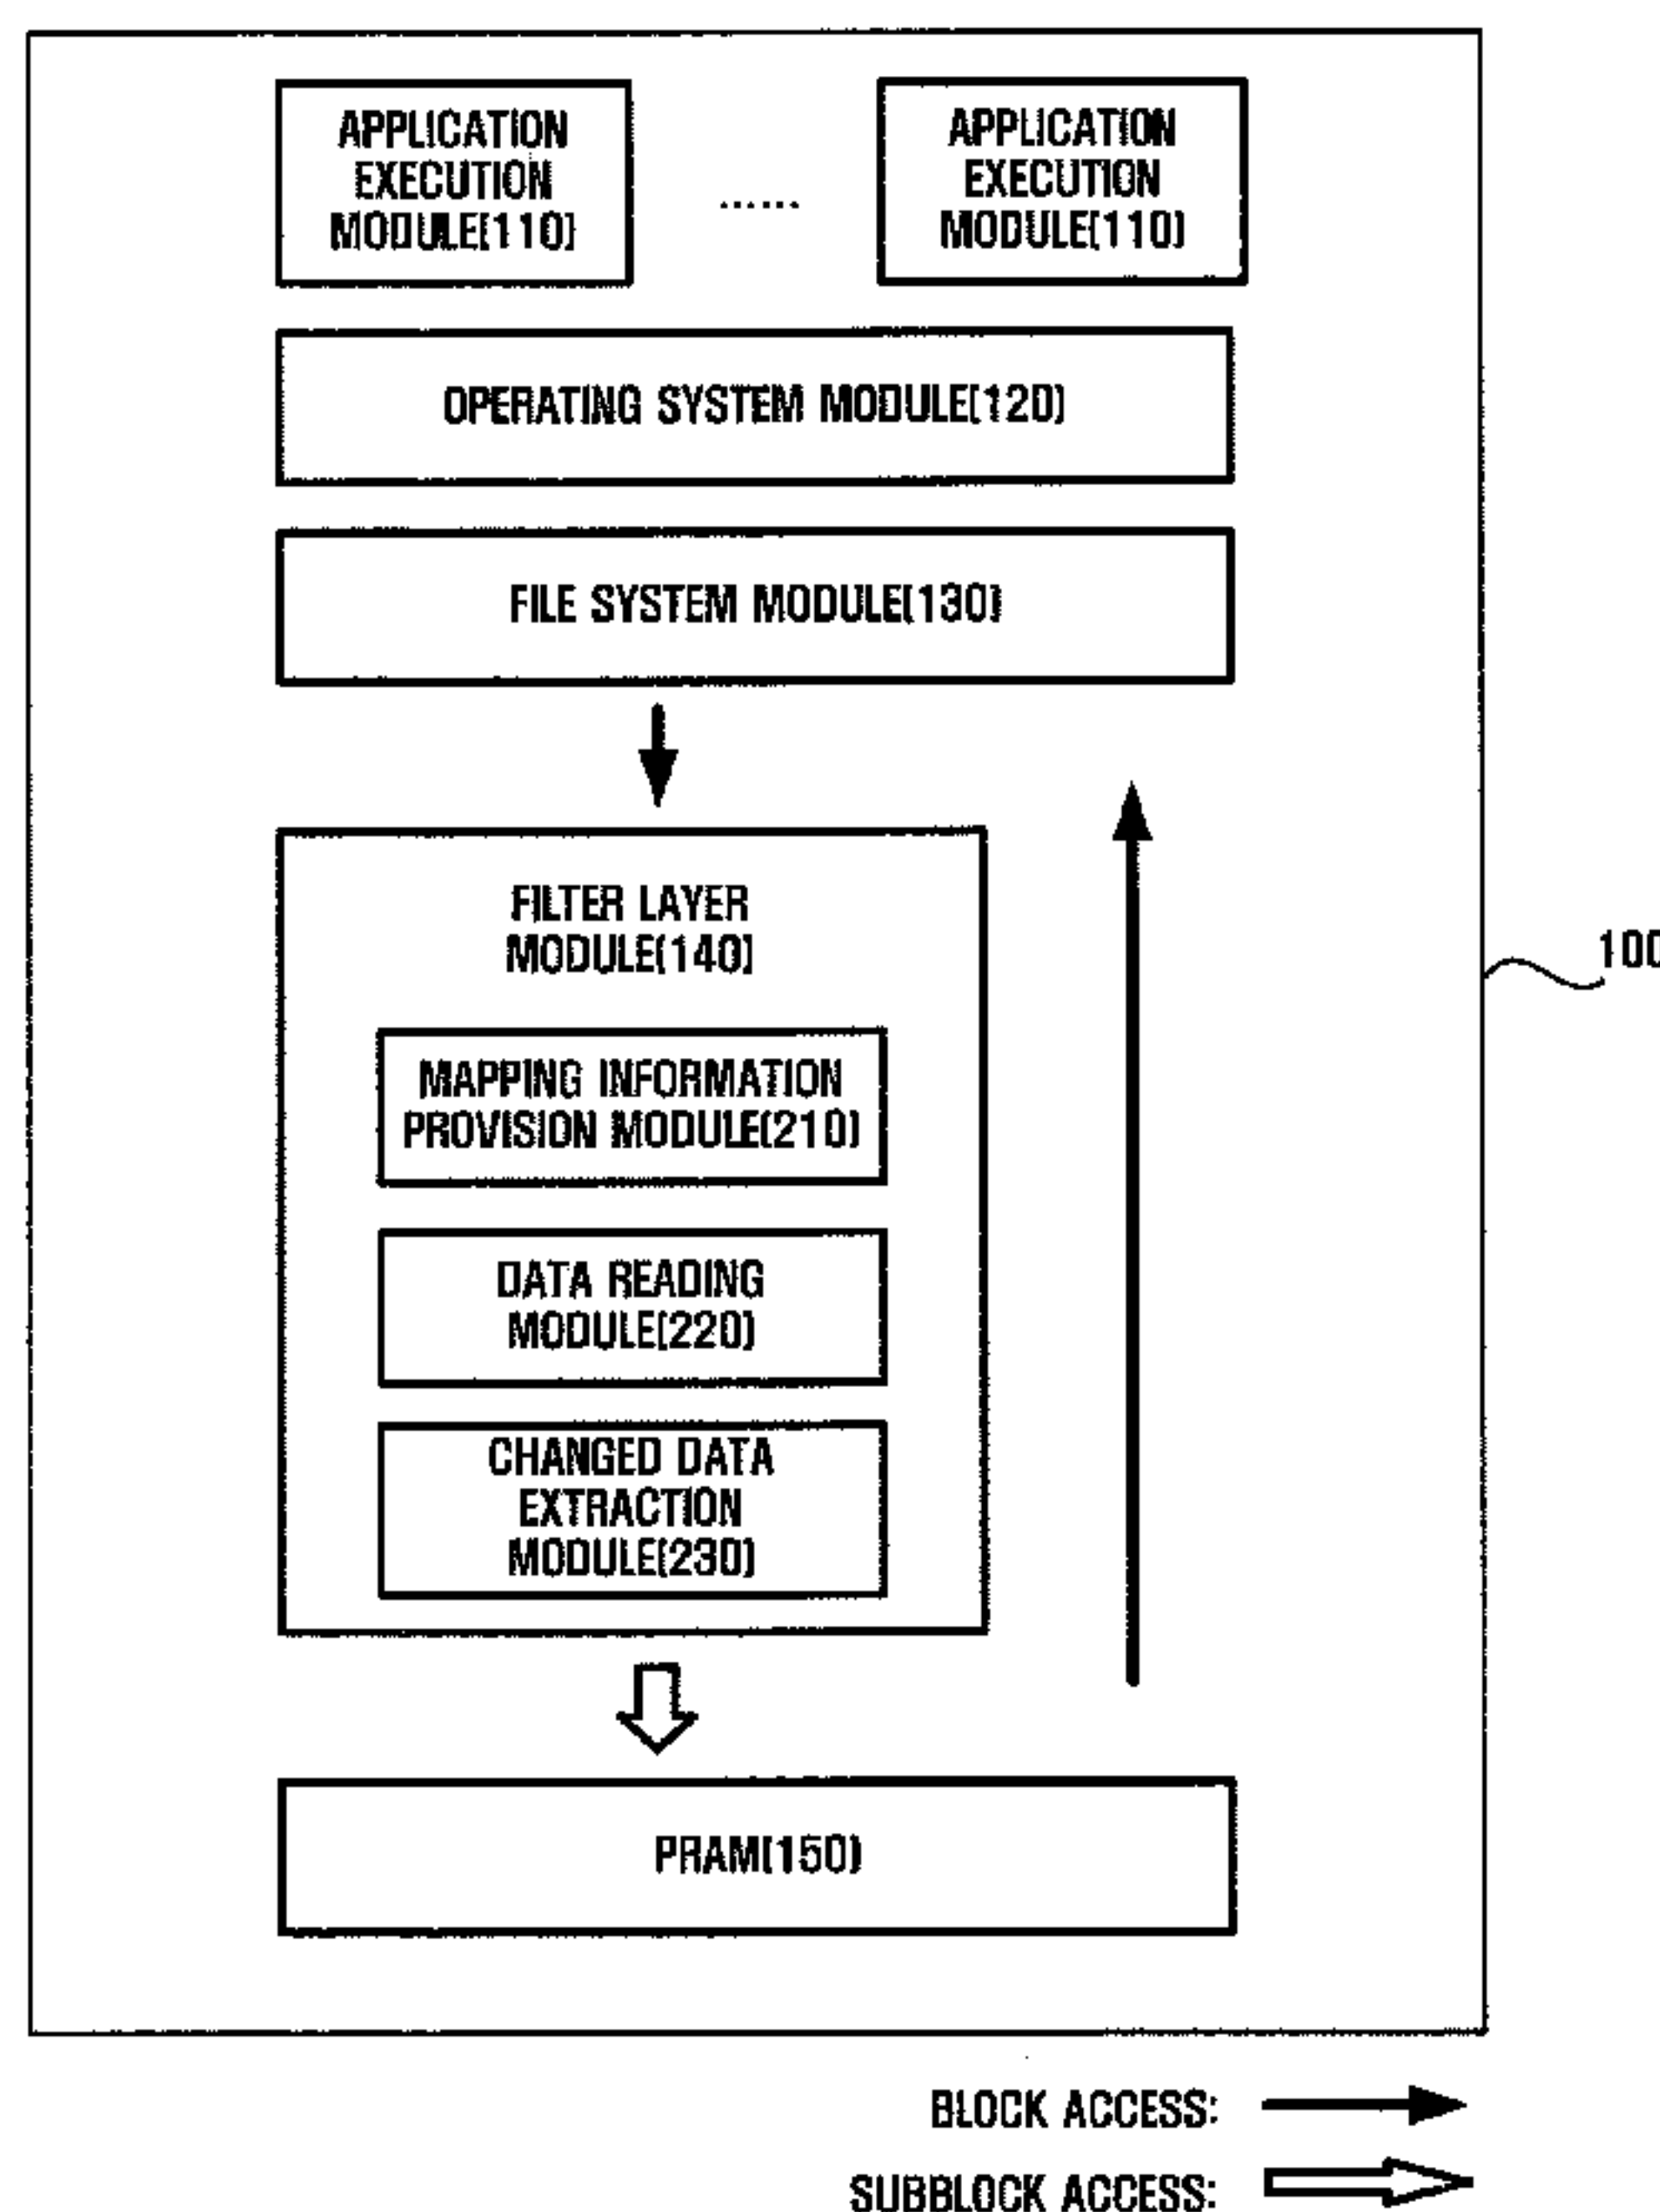 APPLICATION
EXECUTION
MODULE(110)
......
APPLICATION
EXECUTION
MODULE(110)
OPERATING SYSTEM MODULE(120)
FILE SYSTEM MODULE(130)
FILTER LAYER
MODULE(140)
100
MAPPING INFORMATION
PROVISION MODULE(210)
DATA READING
MODULE(220)
CHANGED DATA
EXTRACTION
MODULE(230)
PRAM(150)
BLOCK ACCESS:
SUBBLOCK ACCESS: